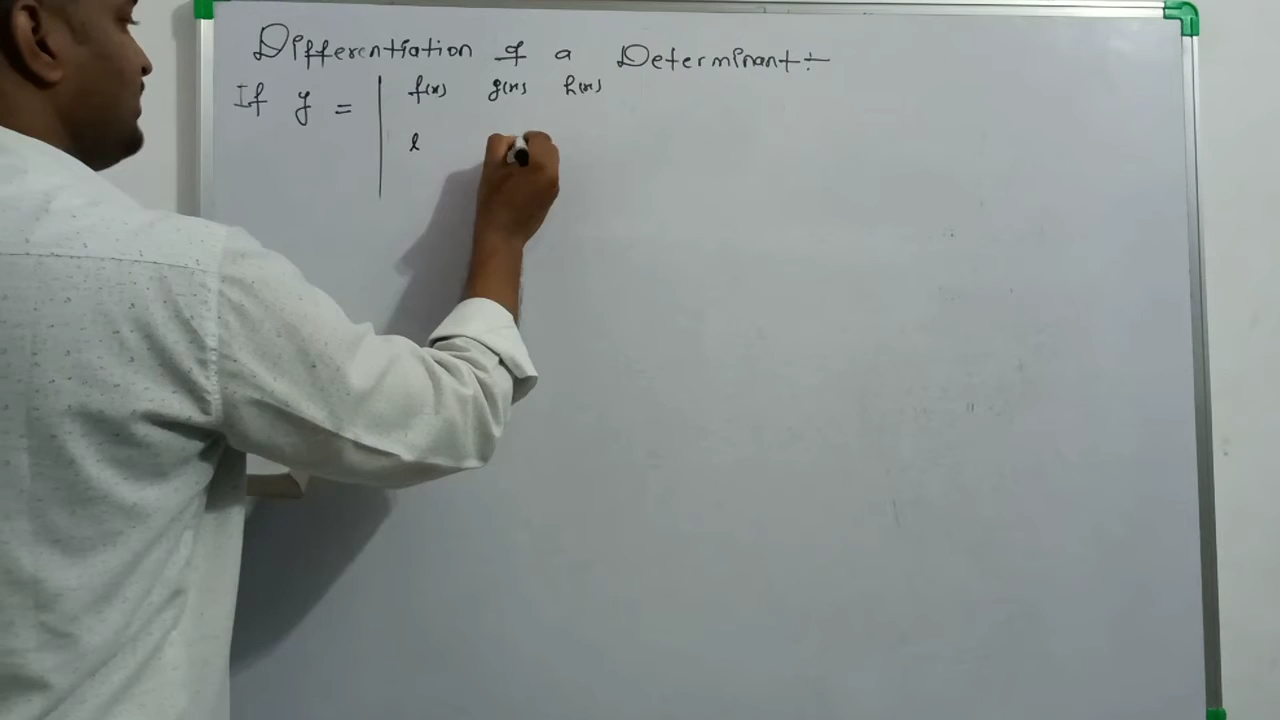 Differentiation of a Determinant :-
If y = | f(x) g(x) h(x)
l